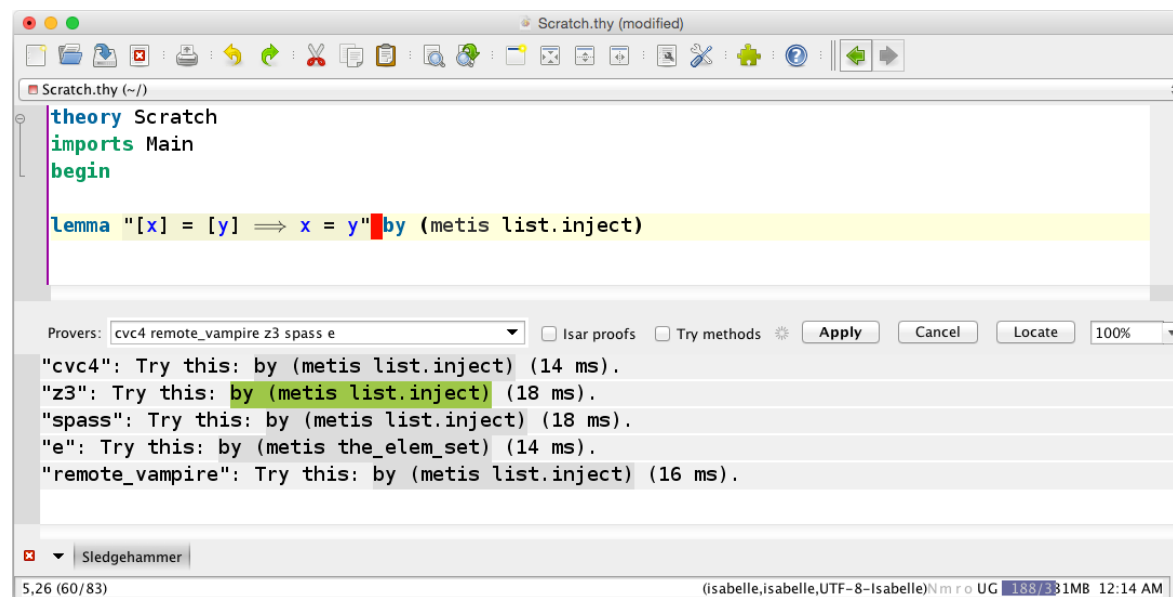 Scratch.thy (modified)
Scratch.thy (~/)
theory Scratch
imports Main
begin
lemma "[x] = [y] ⟹ x = y" by (metis list.inject)
Provers: cvc4 remote_vampire z3 spass e Isar proofs Try methods Apply Cancel Locate 100%
"cvc4": Try this: by (metis list.inject) (14 ms).
"z3": Try this: by (metis list.inject) (18 ms).
"spass": Try this: by (metis list.inject) (18 ms).
"e": Try this: by (metis the_elem_set) (14 ms).
"remote_vampire": Try this: by (metis list.inject) (16 ms).
Sledgehammer
5,26 (60/83) (isabelle,isabelle,UTF-8-Isabelle)N m r o UG 188/331MB 12:14 AM